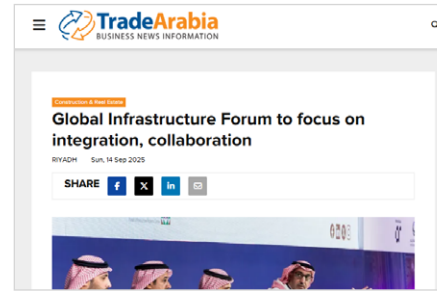 TradeArabia
BUSINESS NEWS INFORMATION
Construction & Real Estate
Global Infrastructure Forum to focus on
integration, collaboration
RIYADH Sun, 14 Sep 2025
SHARE